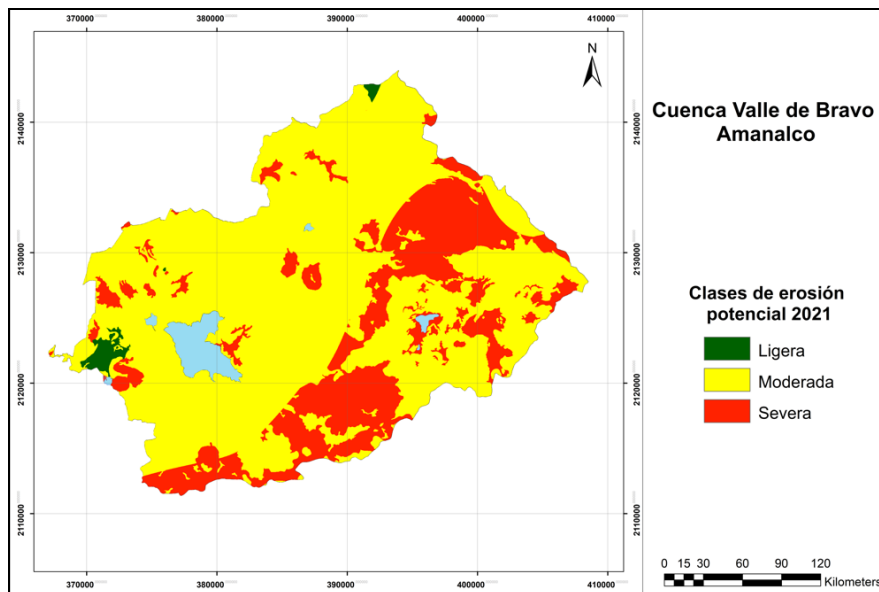 370000 380000 390000 400000 410000
N
Cuenca Valle de Bravo
Amanalco
2140000
2140000
2130000
2130000
Clases de erosión
potencial 2021
Ligera
Moderada
Severa
2120000
2120000
2110000
2110000
0 15 30 60 90 120
Kilometers
370000 380000 390000 400000 410000